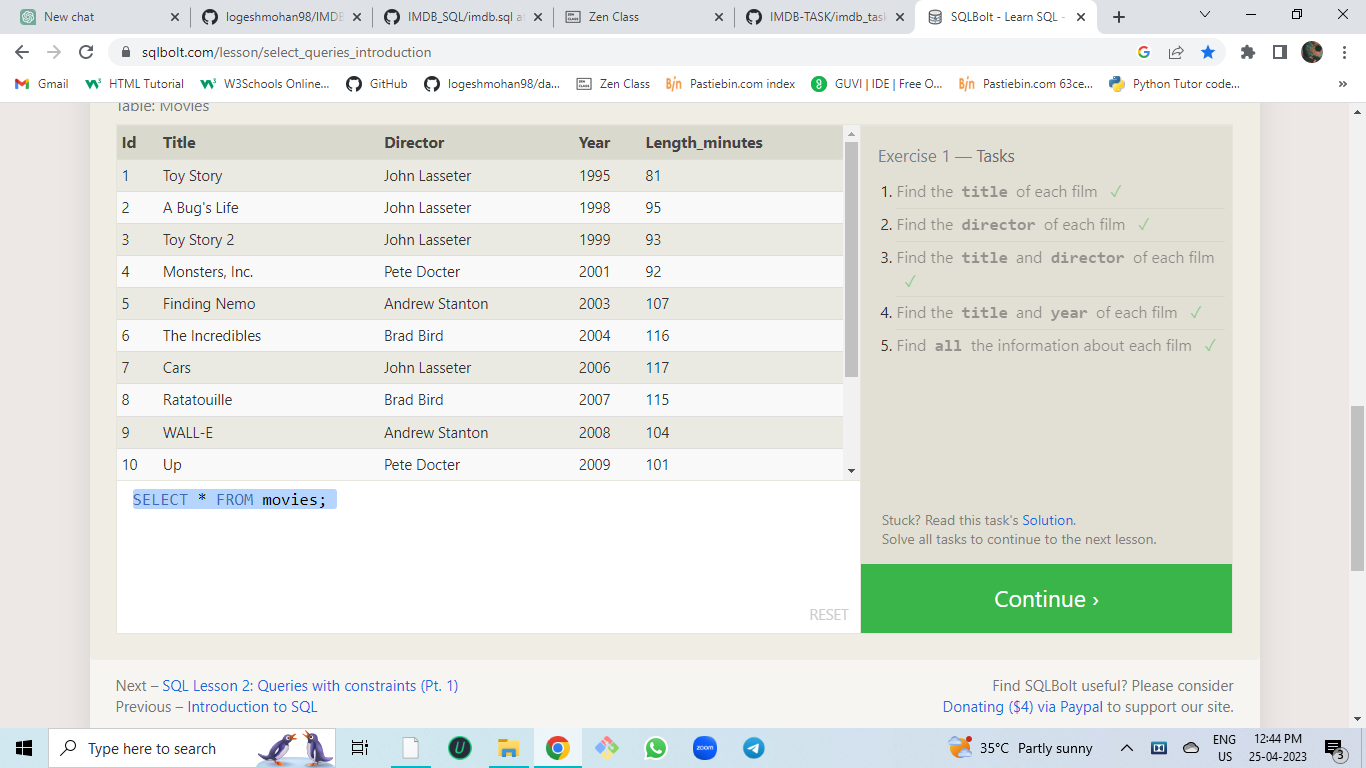 New chat
logeshmohan98/IMDB
IMDB_SQL/imdb.sql at
Zen Class
IMDB-TASK/imdb_task
SQLBolt - Learn SQL -
sqlbolt.com/lesson/select_queries_introduction
Gmail
HTML Tutorial
W3Schools Online...
GitHub
logeshmohan98/da...
Zen Class
Pastiebin.com index
GUVI | IDE | Free O...
Pastiebin.com 63ce...
Python Tutor code...
»
Table: Movies
Id Title Director Year Length_minutes
1 Toy Story John Lasseter 1995 81
2 A Bug's Life John Lasseter 1998 95
3 Toy Story 2 John Lasseter 1999 93
4 Monsters, Inc. Pete Docter 2001 92
5 Finding Nemo Andrew Stanton 2003 107
6 The Incredibles Brad Bird 2004 116
7 Cars John Lasseter 2006 117
8 Ratatouille Brad Bird 2007 115
9 WALL-E Andrew Stanton 2008 104
10 Up Pete Docter 2009 101
SELECT * FROM movies;
RESET
Exercise 1 — Tasks
1. Find the title of each film ✓
2. Find the director of each film ✓
3. Find the title and director of each film
✓
4. Find the title and year of each film ✓
5. Find all the information about each film ✓
Stuck? Read this task's Solution.
Solve all tasks to continue to the next lesson.
Continue ›
Next – SQL Lesson 2: Queries with constraints (Pt. 1)
Previous – Introduction to SQL
Find SQLBolt useful? Please consider
Donating ($4) via Paypal to support our site.
Type here to search
zoom
35°C Partly sunny
ENG
US
12:44 PM
25-04-2023
3